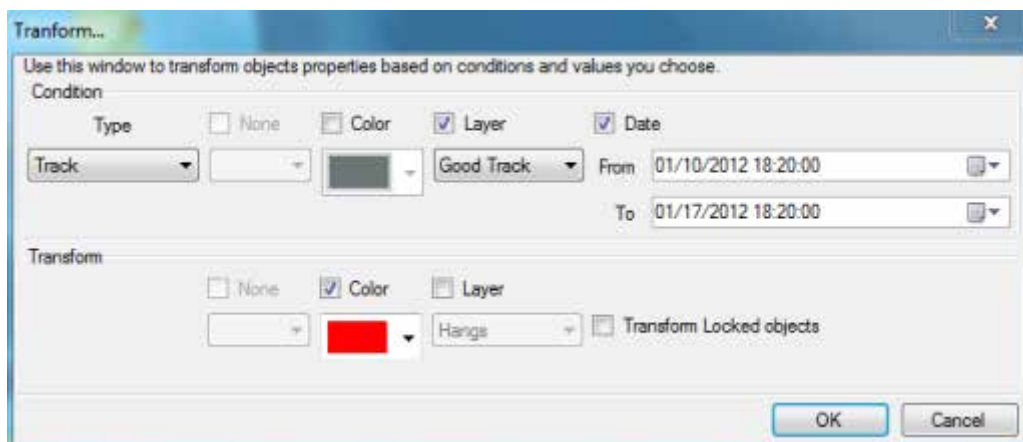 Tranform...
x
Use this window to transform objects properties based on conditions and values you choose.
Condition
Type None Color Layer Date
Track Good Track From 01/10/2012 18:20:00
To 01/17/2012 18:20:00
Transform
None Color Layer
Hangs Transform Locked objects
OK Cancel